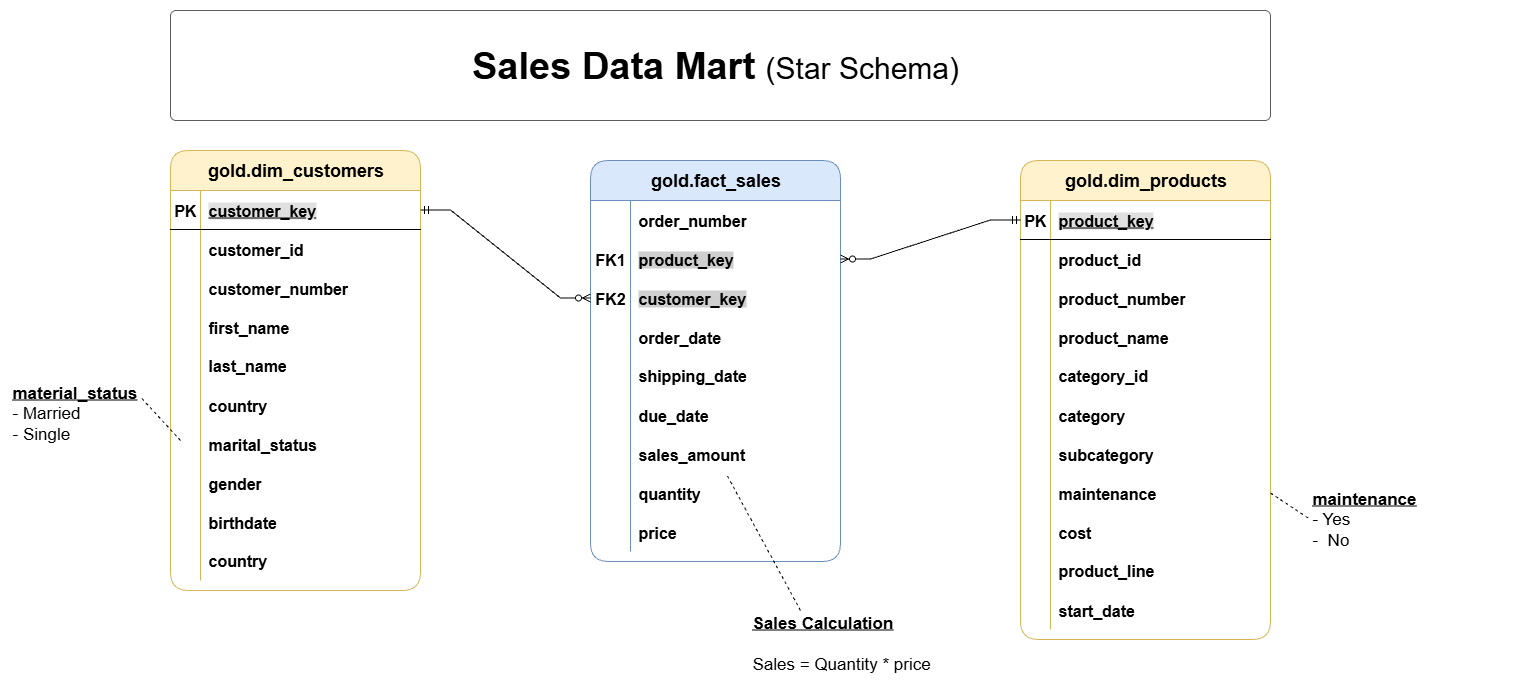 Sales Data Mart (Star Schema)
gold.dim_customers
PK customer_key
customer_id
customer_number
first_name
last_name
country
marital_status
gender
birthdate
country
material_status
- Married
- Single
gold.fact_sales
order_number
FK1 product_key
FK2 customer_key
order_date
shipping_date
due_date
sales_amount
quantity
price
Sales Calculation
Sales = Quantity * price
gold.dim_products
PK product_key
product_id
product_number
product_name
category_id
category
subcategory
maintenance
cost
product_line
start_date
maintenance
- Yes
- No